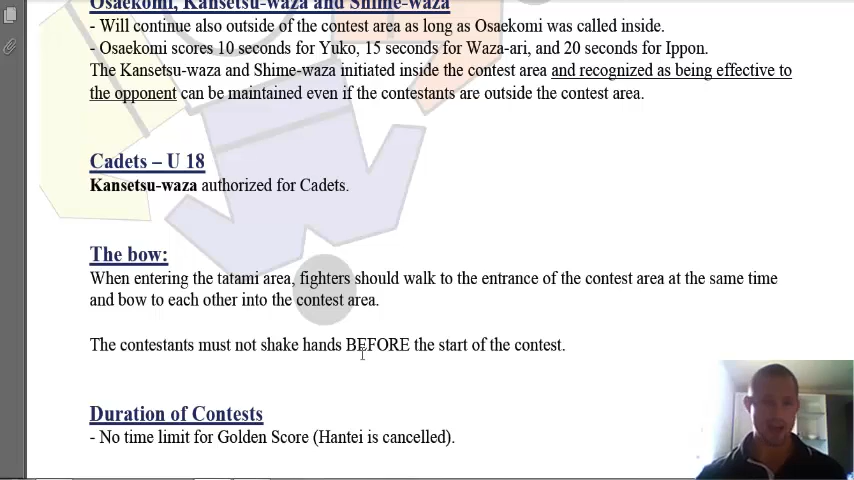 Osaekomi, Kansetsu-waza and Shime-waza
- Will continue also outside of the contest area as long as Osaekomi was called inside.
- Osaekomi scores 10 seconds for Yuko, 15 seconds for Waza-ari, and 20 seconds for Ippon.
The Kansetsu-waza and Shime-waza initiated inside the contest area and recognized as being effective to
the opponent can be maintained even if the contestants are outside the contest area.
Cadets – U 18
Kansetsu-waza authorized for Cadets.
The bow:
When entering the tatami area, fighters should walk to the entrance of the contest area at the same time
and bow to each other into the contest area.
The contestants must not shake hands BEFORE the start of the contest.
Duration of Contests
- No time limit for Golden Score (Hantei is cancelled).